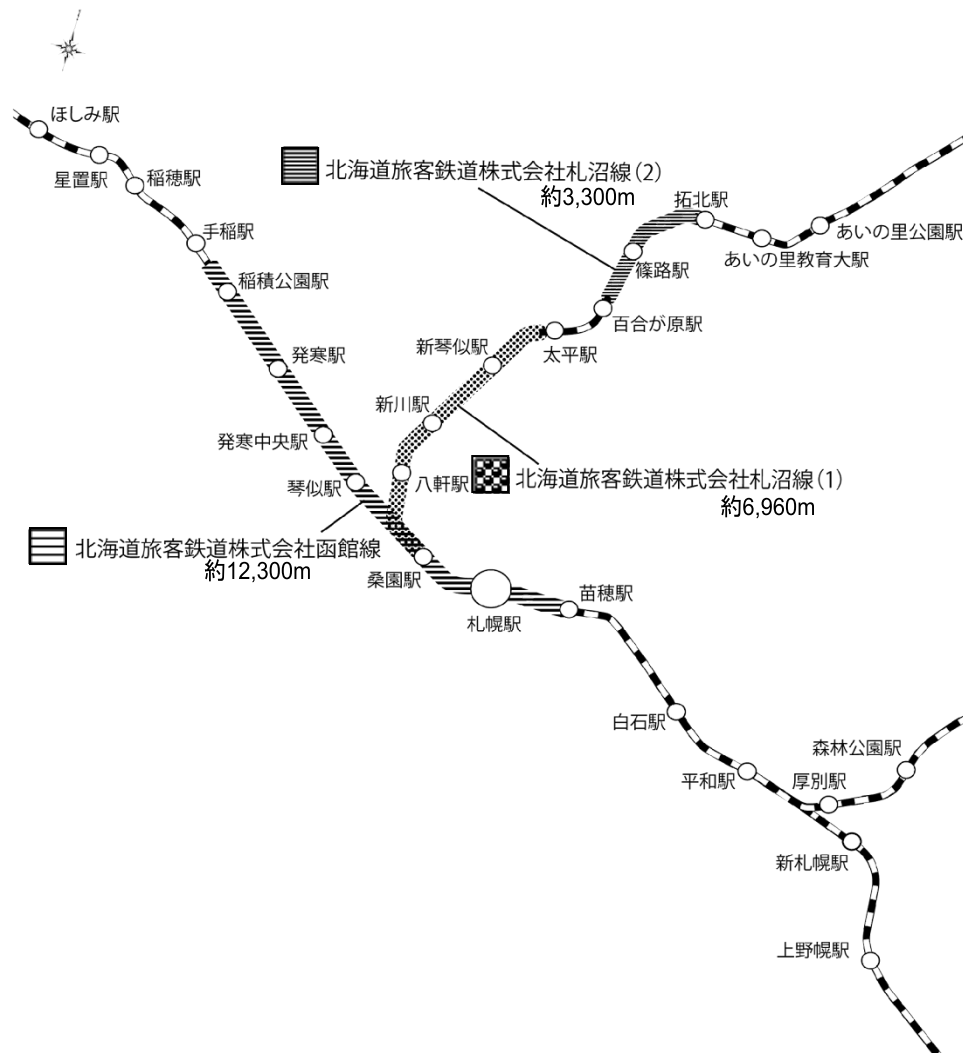 ほしみ駅
星置駅
稲穂駅
手稲駅
稲積公園駅
発寒駅
発寒中央駅
琴似駅
北海道旅客鉄道株式会社札沼線(2)
約3,300m
拓北駅
あいの里公園駅
あいの里教育大駅
篠路駅
百合が原駅
太平駅
新琴似駅
新川駅
八軒駅
北海道旅客鉄道株式会社札沼線(1)
約6,960m
北海道旅客鉄道株式会社函館線
約12,300m
桑園駅
札幌駅
苗穂駅
白石駅
平和駅
森林公園駅
厚別駅
新札幌駅
上野幌駅